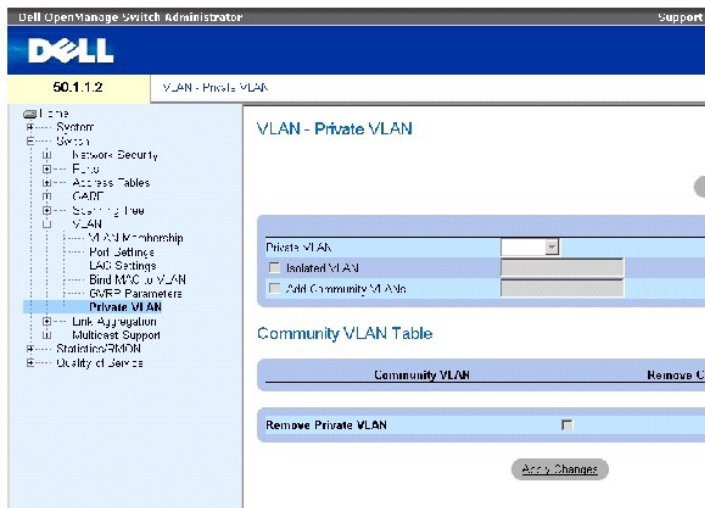 Dell OpenManage Switch Administrator
Support
DELL
50.1.1.2
VLAN - Private VLAN
Home
System
Switch
Network Security
Ports
Address Tables
GARP
Spanning Tree
VLAN
VLAN Membership
Port Settings
LAG Settings
Bind MAC to VLAN
GVRP Parameters
Private VLAN
Link Aggregation
Multicast Support
Statistics/RMON
Quality of Service
VLAN - Private VLAN
Private VLAN
Isolated VLAN
Add Community VLANs
Community VLAN Table
Community VLAN
Remove C
Remove Private VLAN
Apply Changes